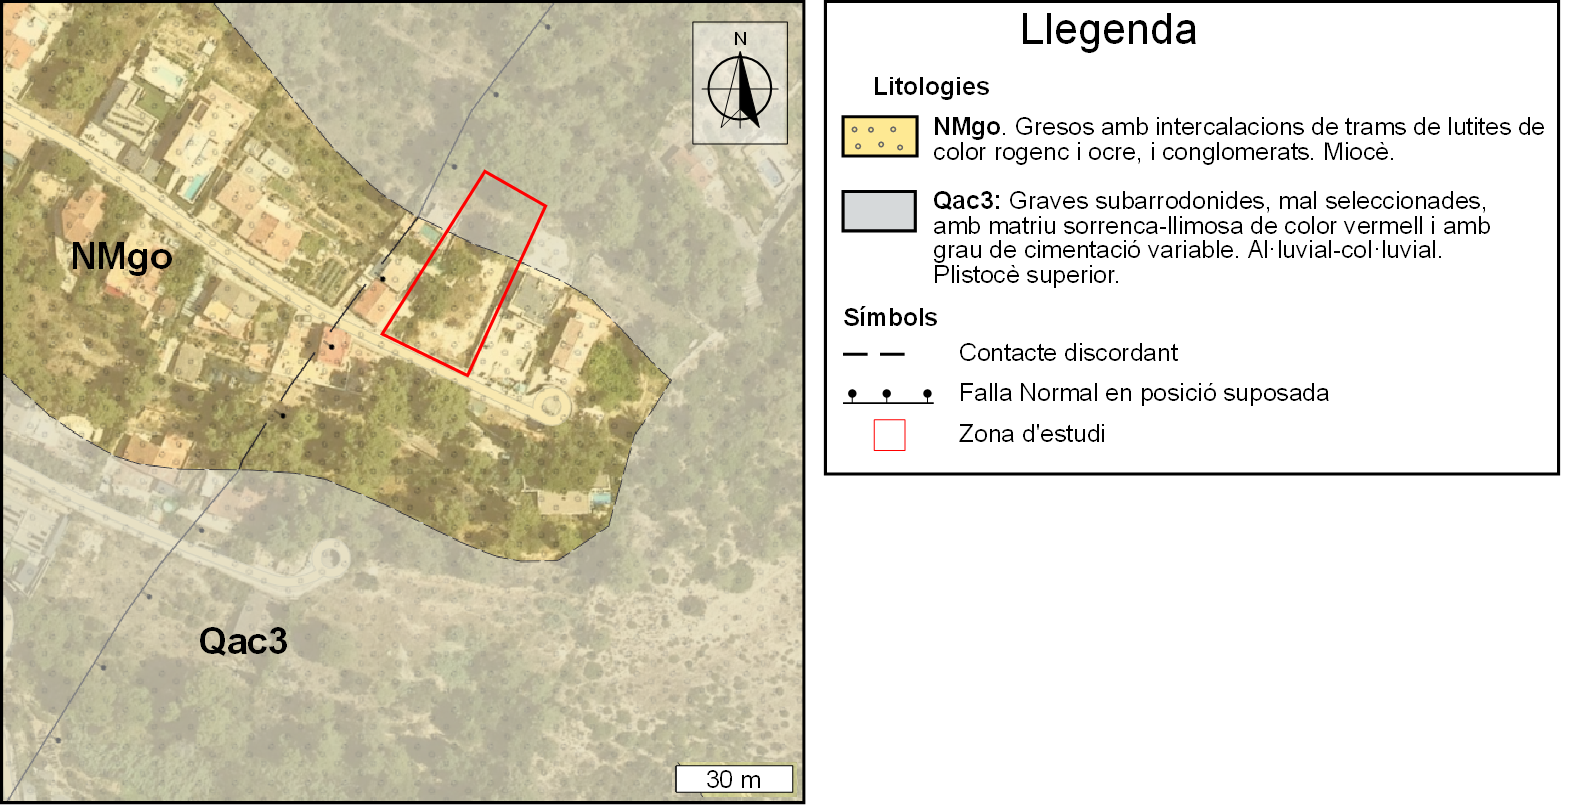 N
NMgo
Qac3
30 m
Llegenda
Litologies
NMgo. Gresos amb intercalacions de trams de lutites de
color rogenc i ocre, i conglomerats. Miocè.
Qac3: Graves subarrodonides, mal seleccionades,
amb matriu sorrenca-llimosa de color vermell i amb
grau de cimentació variable. Al·luvial-col·luvial.
Plistocè superior.
Símbols
Contacte discordant
Falla Normal en posició suposada
Zona d'estudi